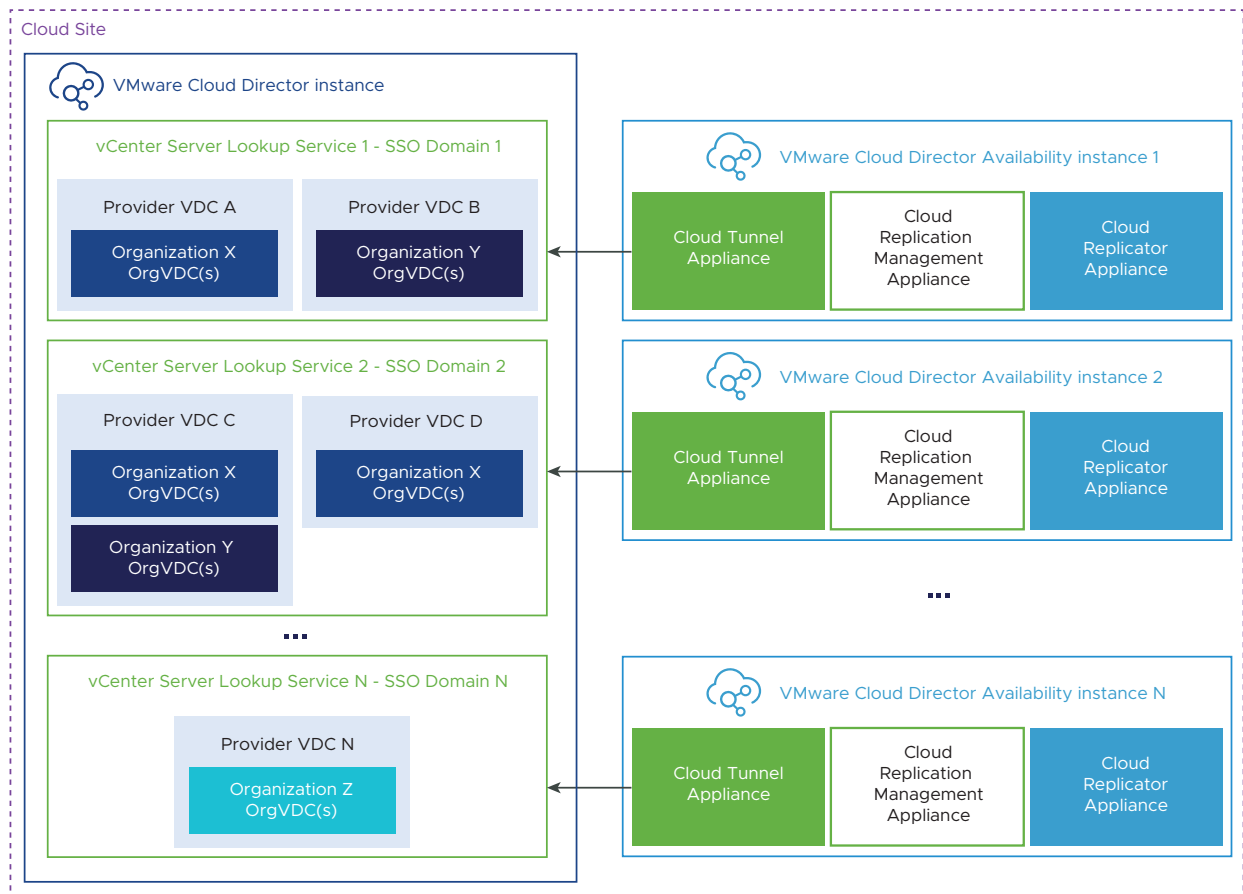 Cloud Site
VMware Cloud Director instance
vCenter Server Lookup Service 1 - SSO Domain 1
Provider VDC A
Organization X
OrgVDC(s)
Provider VDC B
Organization Y
OrgVDC(s)
VMware Cloud Director Availability instance 1
Cloud Tunnel
Appliance
Cloud
Replication
Management
Appliance
Cloud
Replicator
Appliance
vCenter Server Lookup Service 2 - SSO Domain 2
Provider VDC C
Organization X
OrgVDC(s)
Organization Y
OrgVDC(s)
Provider VDC D
Organization X
OrgVDC(s)
VMware Cloud Director Availability instance 2
Cloud Tunnel
Appliance
Cloud
Replication
Management
Appliance
Cloud
Replicator
Appliance
...
...
vCenter Server Lookup Service N - SSO Domain N
Provider VDC N
Organization Z
OrgVDC(s)
VMware Cloud Director Availability instance N
Cloud Tunnel
Appliance
Cloud
Replication
Management
Appliance
Cloud
Replicator
Appliance